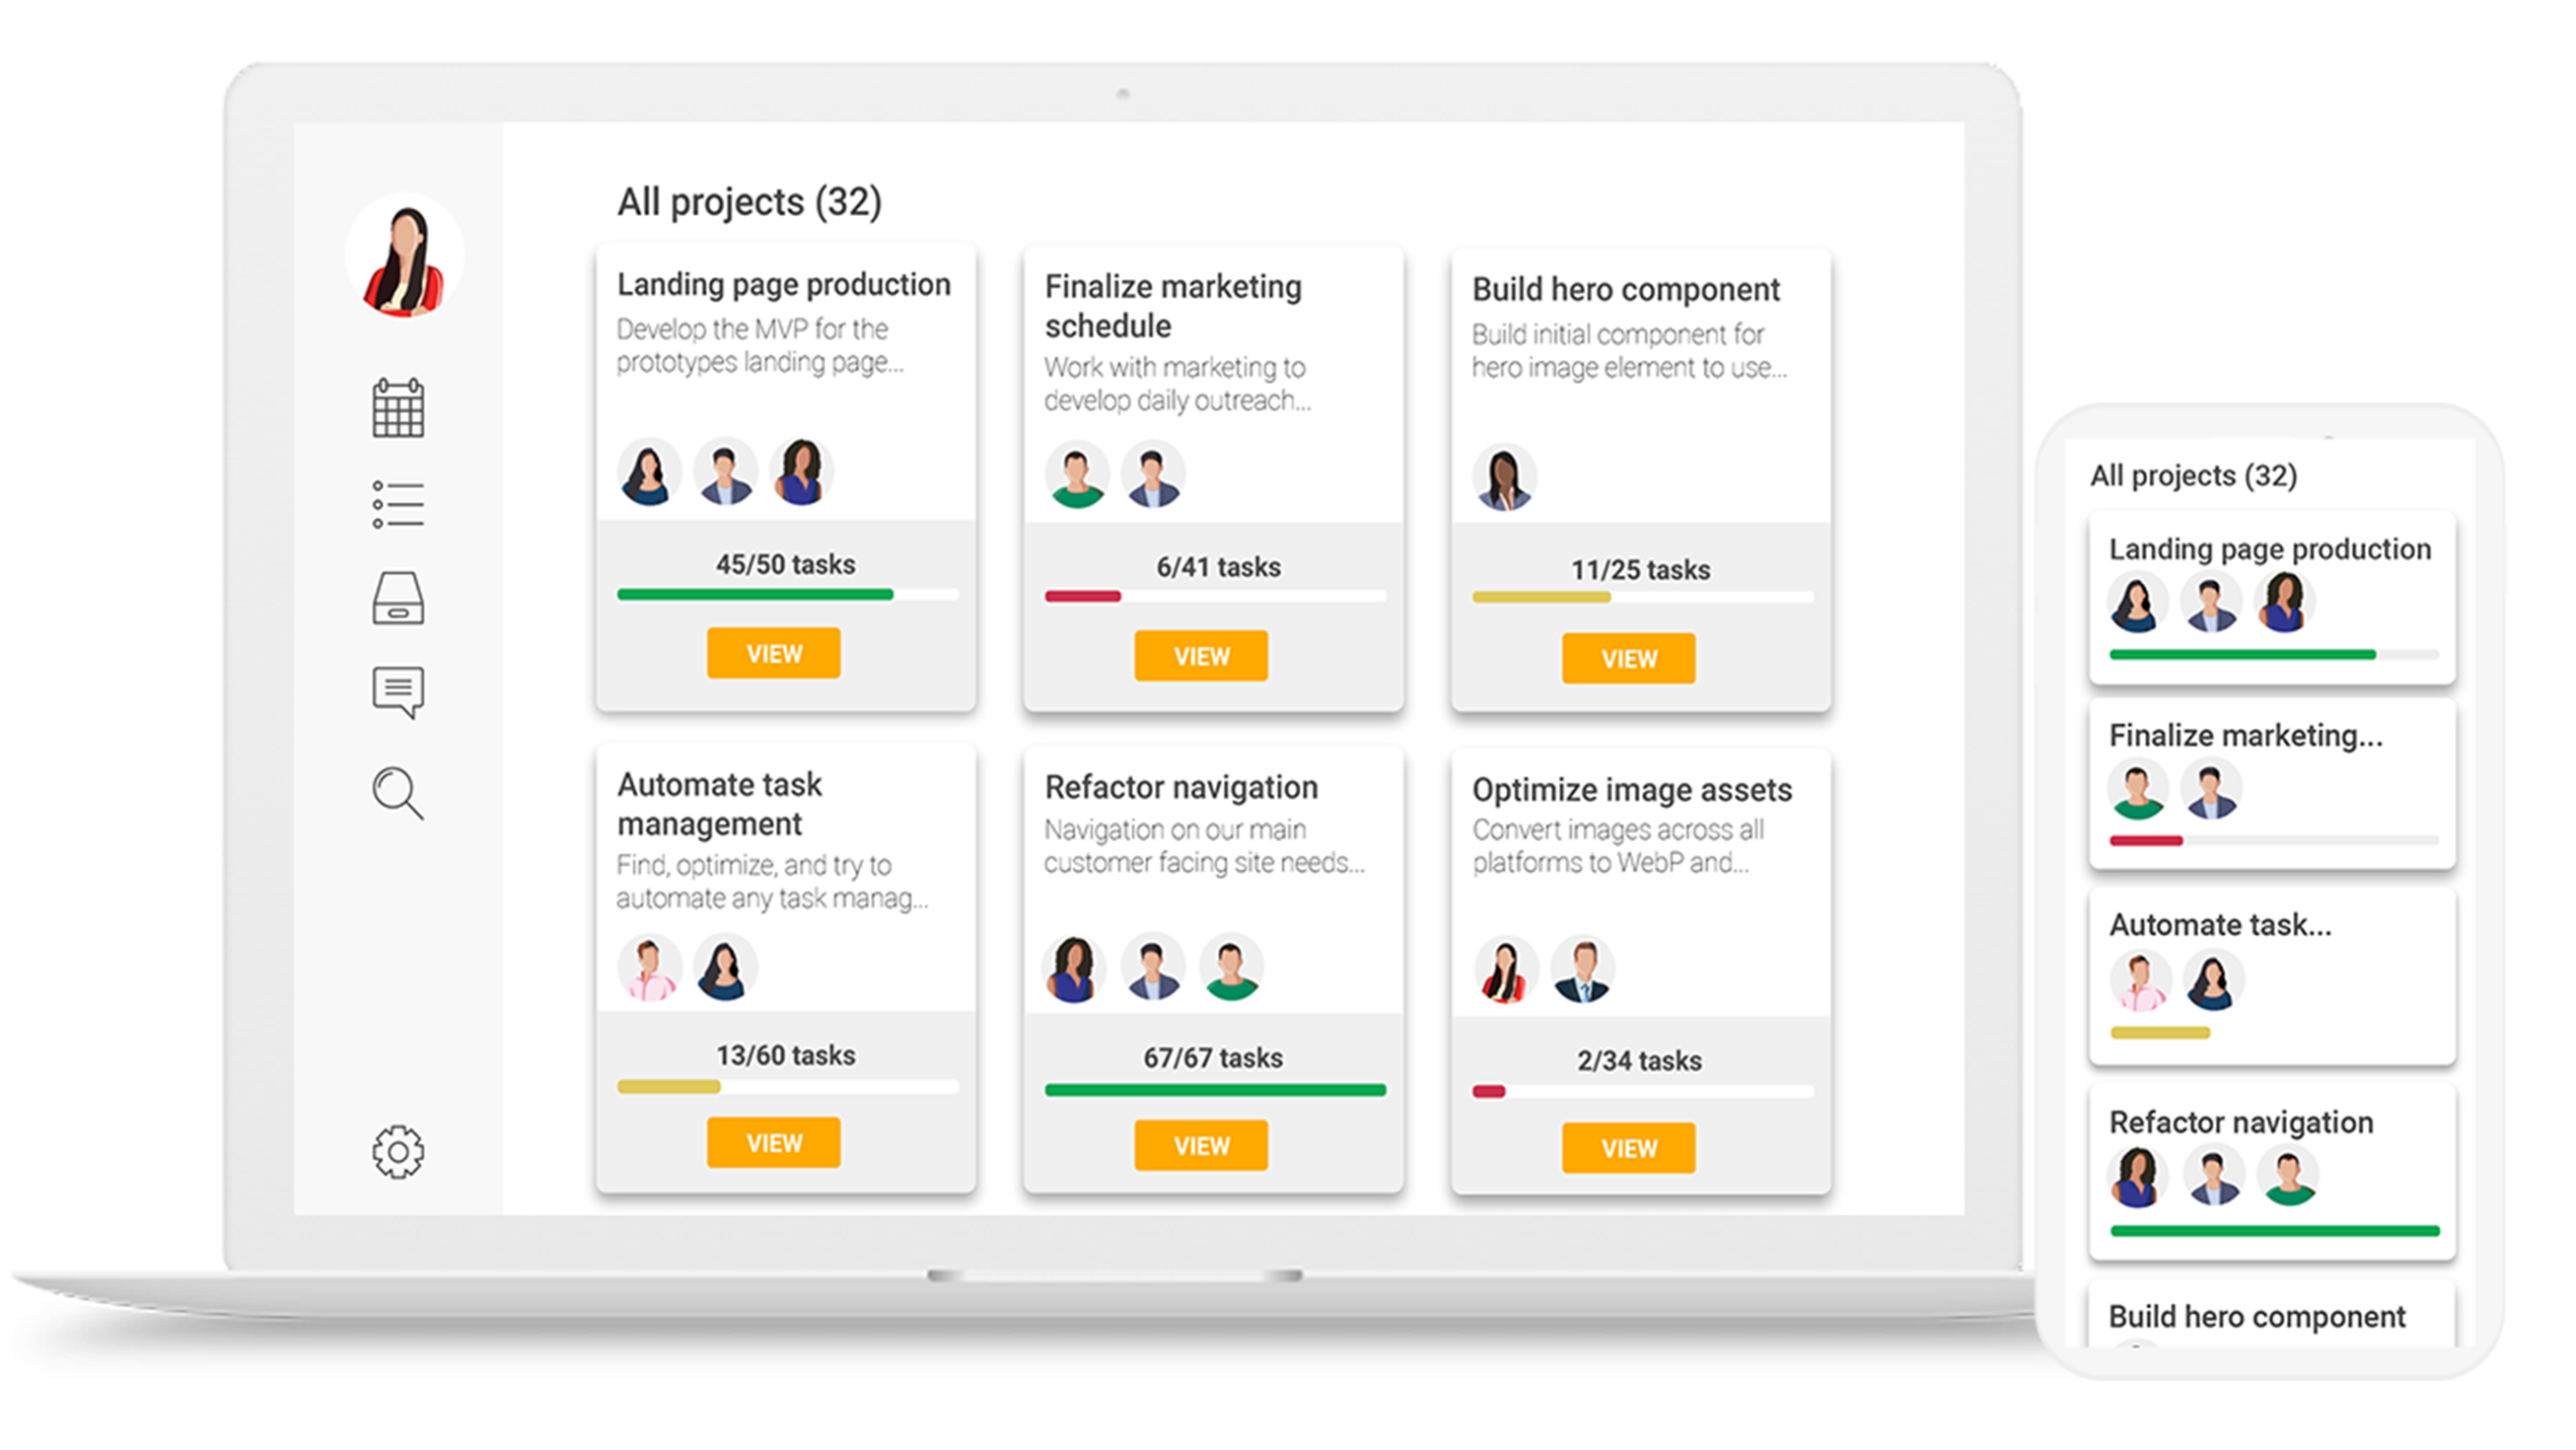 All projects (32)
Landing page production
Develop the MVP for the
prototypes landing page...
45/50 tasks
VIEW
Finalize marketing
schedule
Work with marketing to
develop daily outreach...
6/41 tasks
VIEW
Build hero component
Build initial component for
hero image element to use...
11/25 tasks
VIEW
Automate task
management
Find, optimize, and try to
automate any task manag...
13/60 tasks
VIEW
Refactor navigation
Navigation on our main
customer facing site needs...
67/67 tasks
VIEW
Optimize image assets
Convert images across all
platforms to WebP and...
2/34 tasks
VIEW
All projects (32)
Landing page production
Finalize marketing...
Automate task...
Refactor navigation
Build hero component